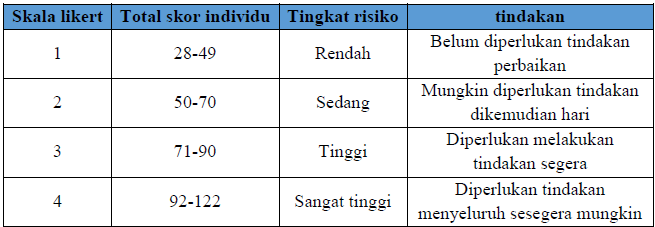 Skala likert Total skor individu Tingkat risiko tindakan
1 28-49 Rendah Belum diperlukan tindakan
perbaikan
2 50-70 Sedang Mungkin diperlukan tindakan
dikemudian hari
3 71-90 Tinggi Diperlukan melakukan
tindakan segera
4 92-122 Sangat tinggi Diperlukan tindakan
menyeluruh sesegera mungkin